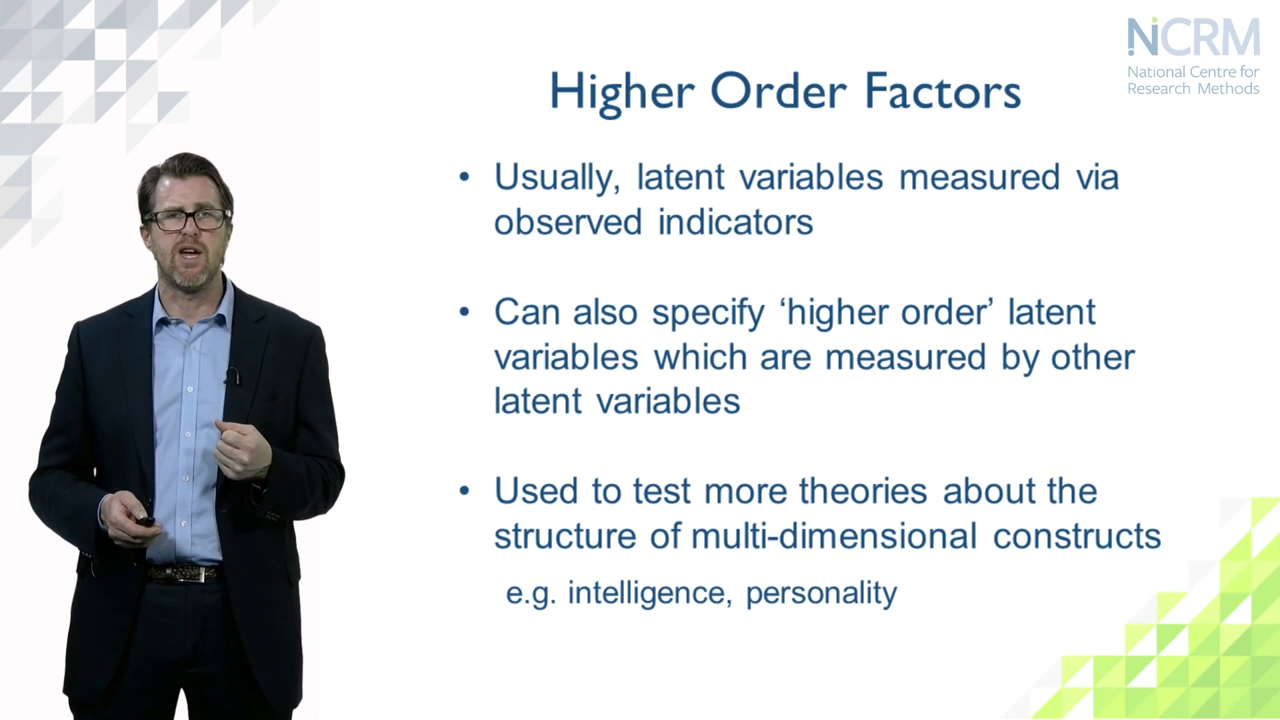 NCRM
National Centre for
Research Methods
Higher Order Factors
• Usually, latent variables measured via
observed indicators
• Can also specify ‘higher order’ latent
variables which are measured by other
latent variables
• Used to test more theories about the
structure of multi-dimensional constructs
e.g. intelligence, personality